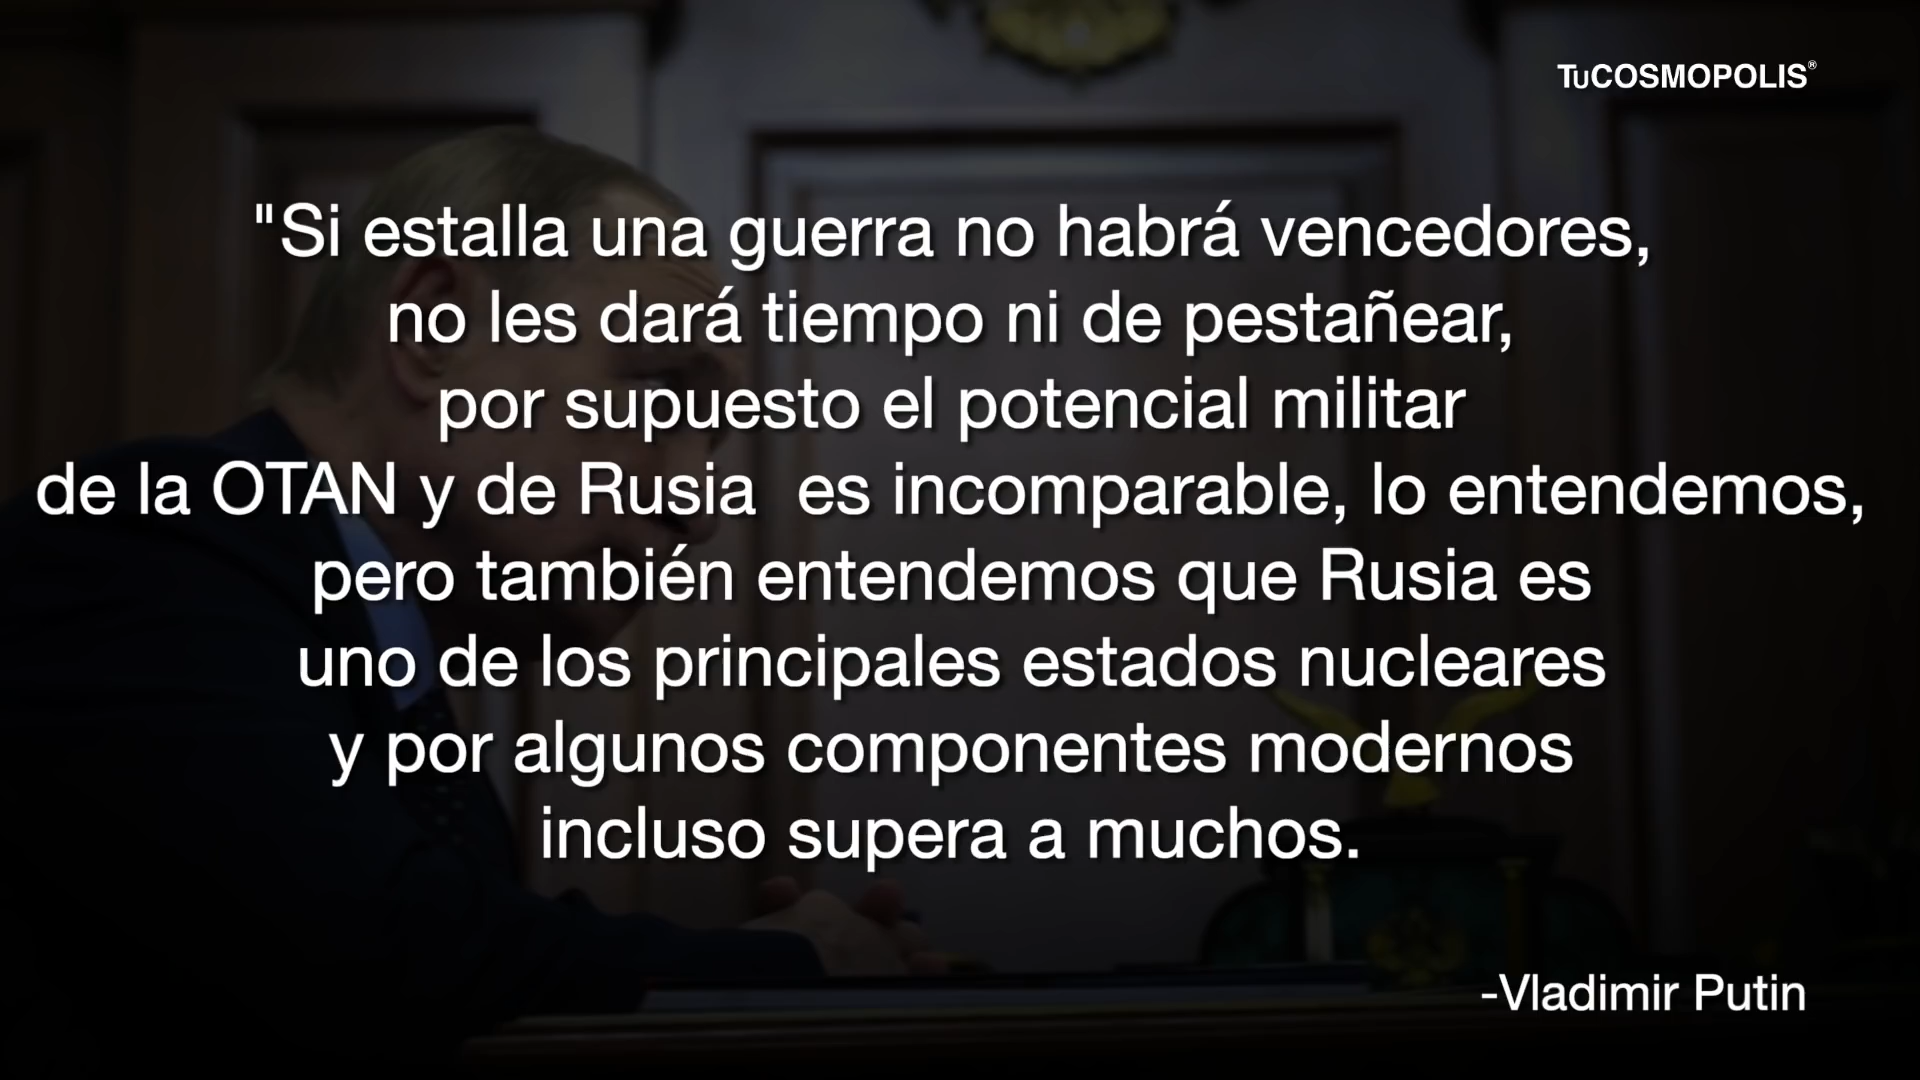 TuCOSMOPOLIS®
"Si estalla una guerra no habrá vencedores,
no les dará tiempo ni de pestañear,
por supuesto el potencial militar
de la OTAN y de Rusia  es incomparable, lo entendemos,
pero también entendemos que Rusia es
uno de los principales estados nucleares
y por algunos componentes modernos
incluso supera a muchos.
-Vladimir Putin